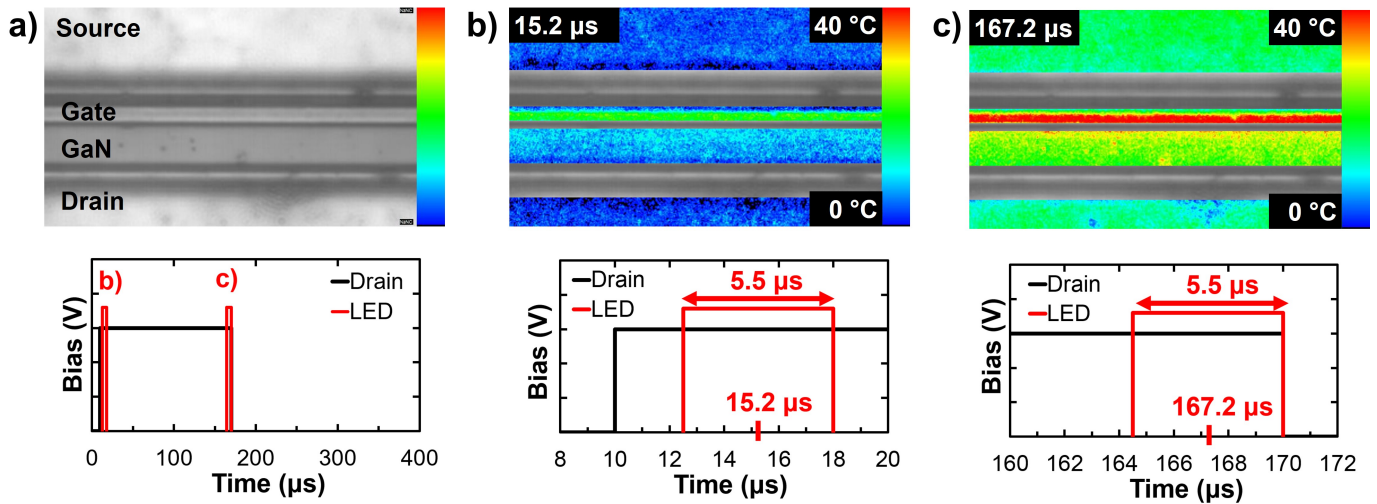 a)
Source
Gate
GaN
Drain
b)
15.2 µs
40 °C
0 °C
c)
167.2 µs
40 °C
0 °C
Bias (V)
b)
c)
Drain
LED
0
100
200
300
400
Time (µs)
Bias (V)
Drain
LED
5.5 µs
15.2 µs
8
10
12
14
16
18
20
Time (µs)
Bias (V)
Drain
LED
5.5 µs
167.2 µs
160
162
164
166
168
170
172
Time (µs)